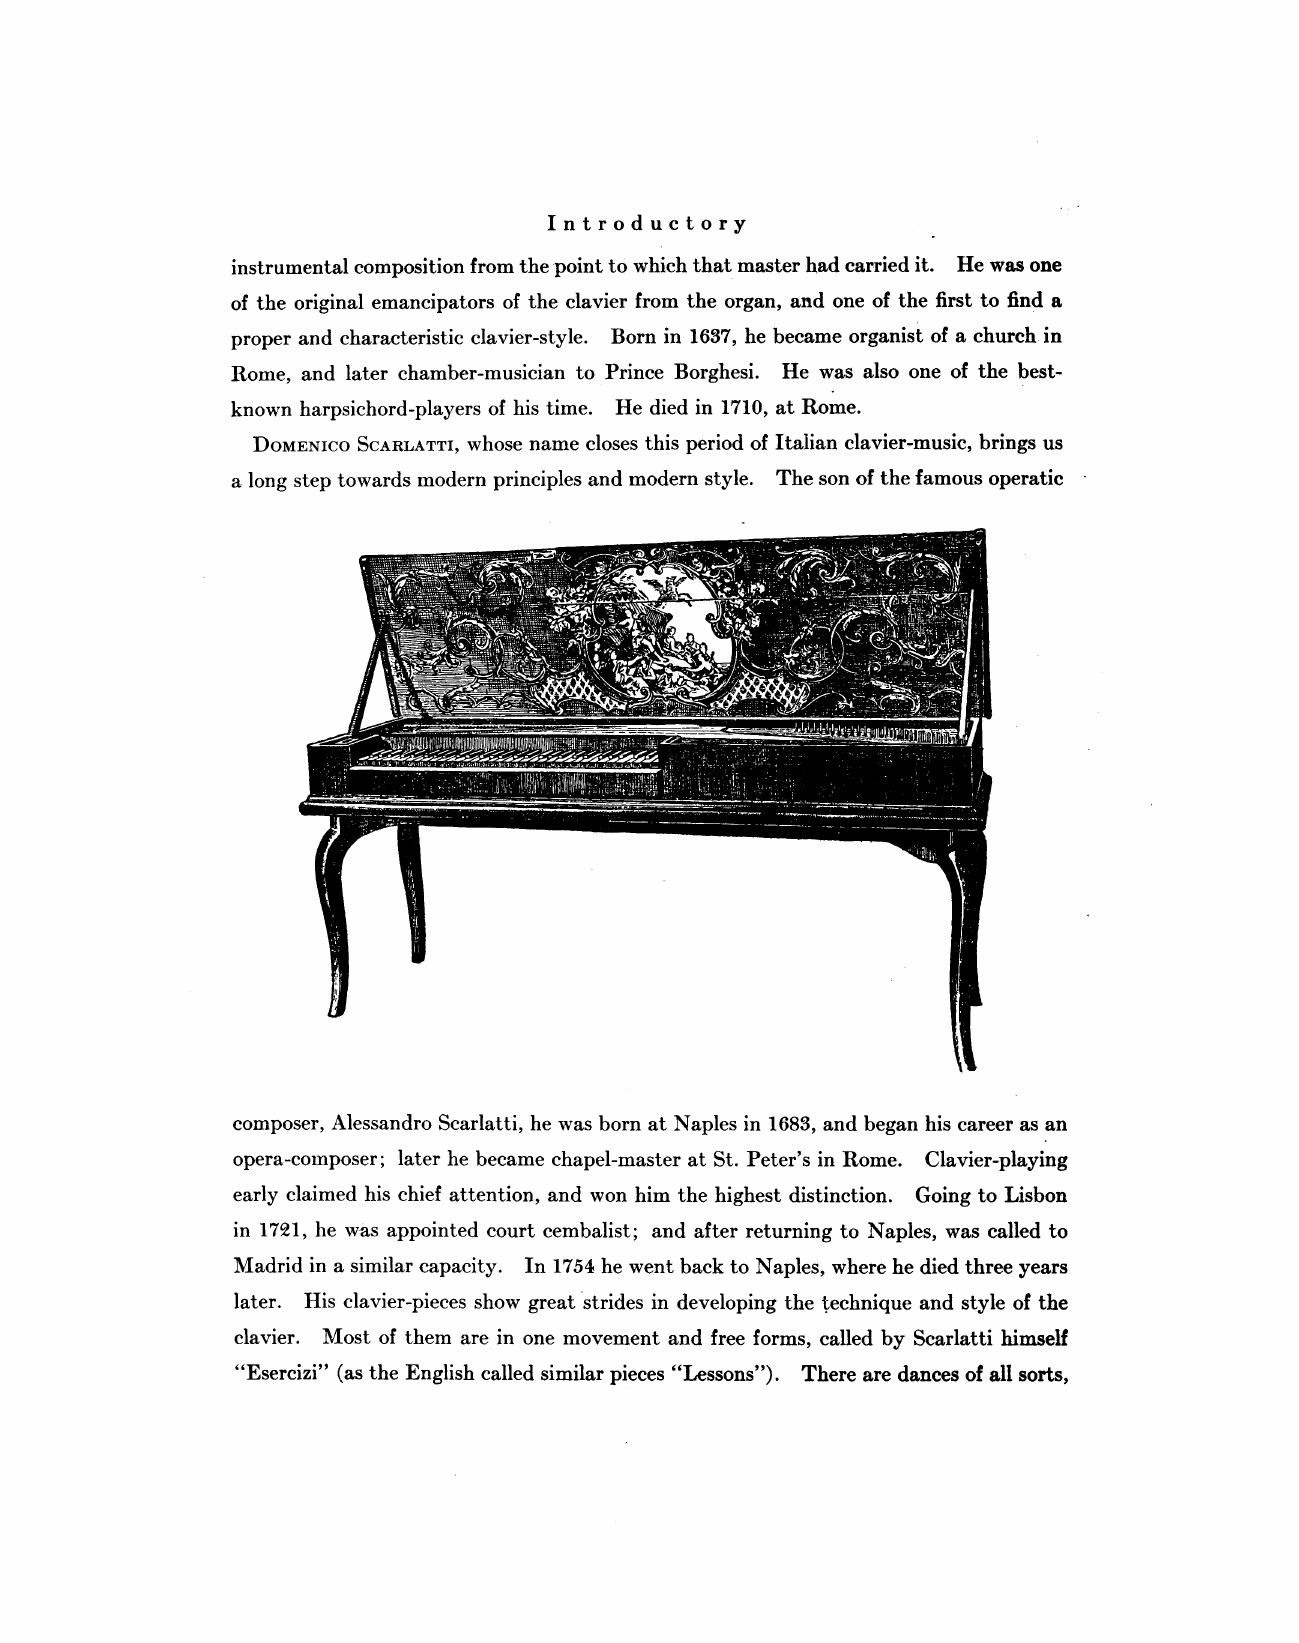 Introductory
instrumental composition from the point to which that master had carried it. He was one
of the original emancipators of the clavier from the organ, and one of the first to find a
proper and characteristic clavier-style. Born in 1637, he became organist of a church in
Rome, and later chamber-musician to Prince Borghesi. He was also one of the best-
known harpsichord-players of his time. He died in 1710, at Rome.
DOMENICO SCARLATTI, whose name closes this period of Italian clavier-music, brings us
a long step towards modern principles and modern style. The son of the famous operatic
composer, Alessandro Scarlatti, he was born at Naples in 1683, and began his career as an
opera-composer; later he became chapel-master at St. Peter's in Rome. Clavier-playing
early claimed his chief attention, and won him the highest distinction. Going to Lisbon
in 1721, he was appointed court cembalist; and after returning to Naples, was called to
Madrid in a similar capacity. In 1754 he went back to Naples, where he died three years
later. His clavier-pieces show great strides in developing the technique and style of the
clavier. Most of them are in one movement and free forms, called by Scarlatti himself
“Esercizi” (as the English called similar pieces “Lessons”). There are dances of all sorts,